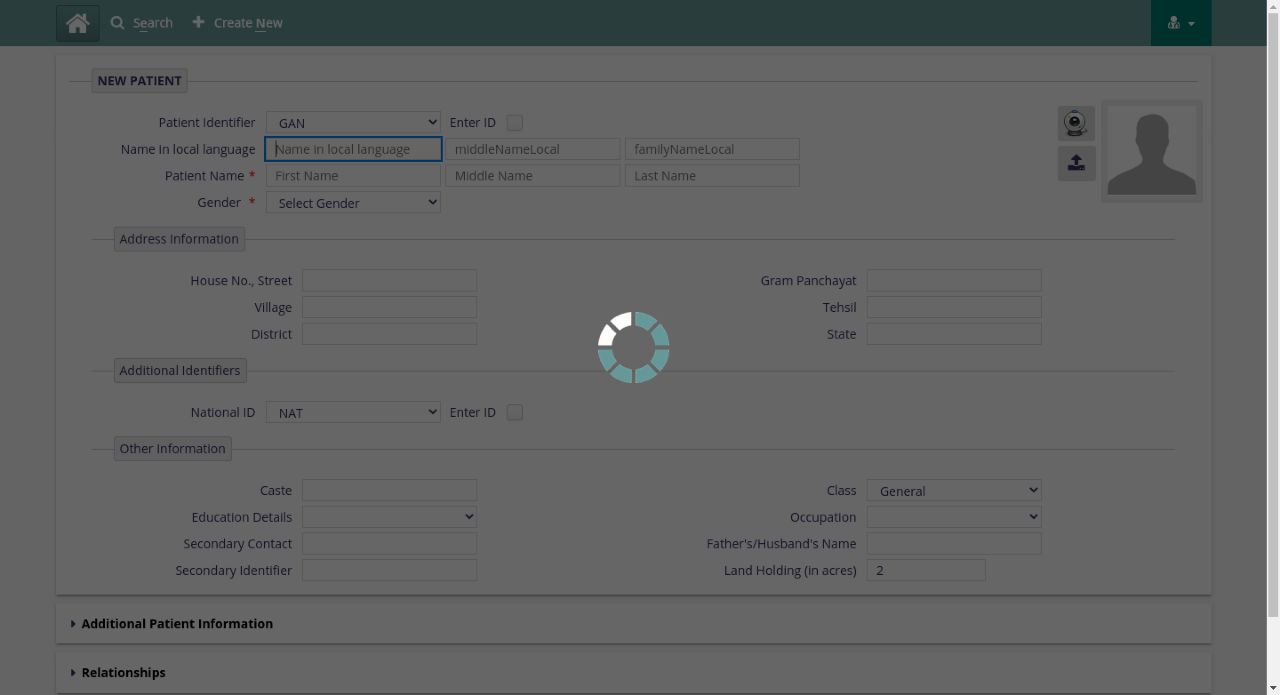 Search Create New
NEW PATIENT
Patient Identifier GAN Enter ID
Name in local language Name in local language middleNameLocal familyNameLocal
Patient Name * First Name Middle Name Last Name
Gender * Select Gender
Address Information
House No., Street Gram Panchayat
Village Tehsil
District State
Additional Identifiers
National ID NAT Enter ID
Other Information
Caste Class General
Education Details Occupation
Secondary Contact Father's/Husband's Name
Secondary Identifier Land Holding (in acres) 2
Additional Patient Information
Relationships